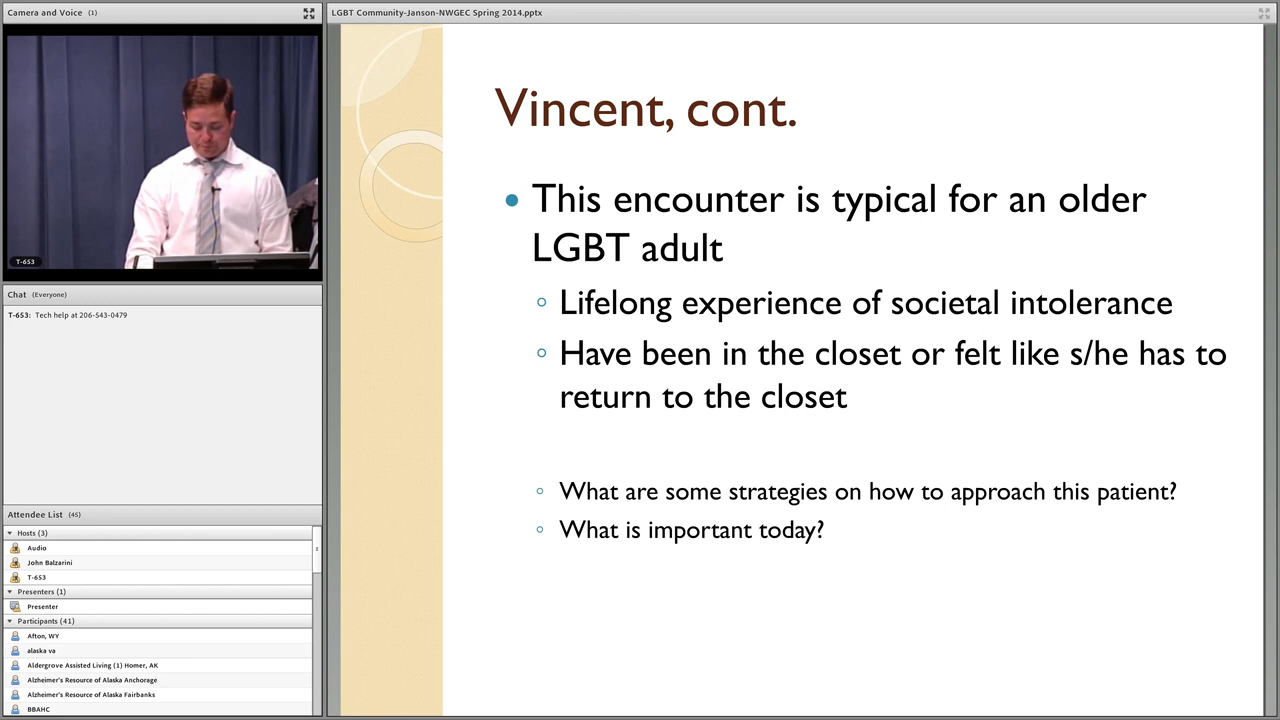 Camera and Voice (1)
T-653
Chat (Everyone)
T-653: Tech help at 206-543-0479
Attendee List (45)
Hosts (3)
Audio
John Balzarini
T-653
Presenters (1)
Presenter
Participants (41)
Afton, WY
alaska va
Aldergrove Assisted Living (1) Homer, AK
Alzheimer's Resource of Alaska Anchorage
Alzheimer's Resource of Alaska Fairbanks
BBAHC
LGBT Community-Janson-NWGEC Spring 2014.pptx
Vincent, cont.
This encounter is typical for an older
LGBT adult
Lifelong experience of societal intolerance
Have been in the closet or felt like s/he has to
return to the closet
What are some strategies on how to approach this patient?
What is important today?